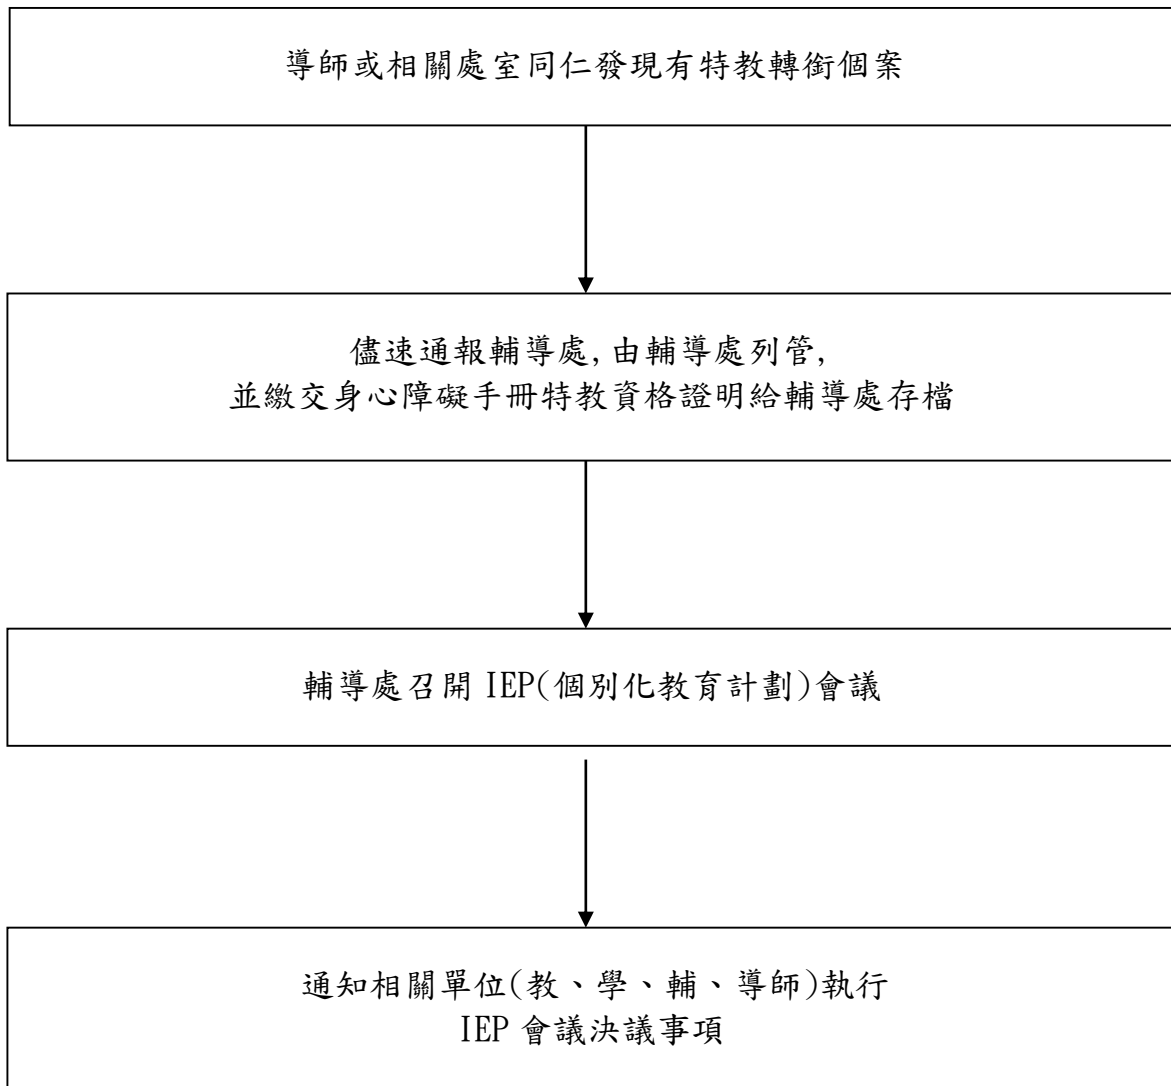 導師或相關處室同仁發現有特教轉銜個案
儘速通報輔導處,由輔導處列管,
並繳交身心障礙手冊特教資格證明給輔導處存檔
輔導處召開 IEP(個別化教育計劃)會議
通知相關單位(教、學、輔、導師)執行
IEP 會議決議事項